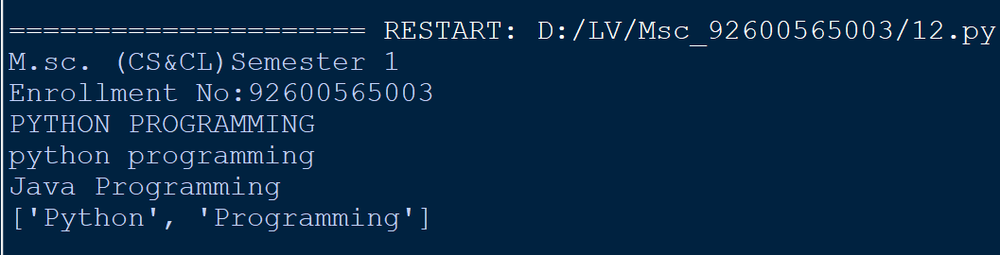 ===================== RESTART: D:/LV/Msc_92600565003/12.py
M.sc. (CS&CL)Semester 1
Enrollment No:92600565003
PYTHON PROGRAMMING
python programming
Java Programming
['Python', 'Programming']